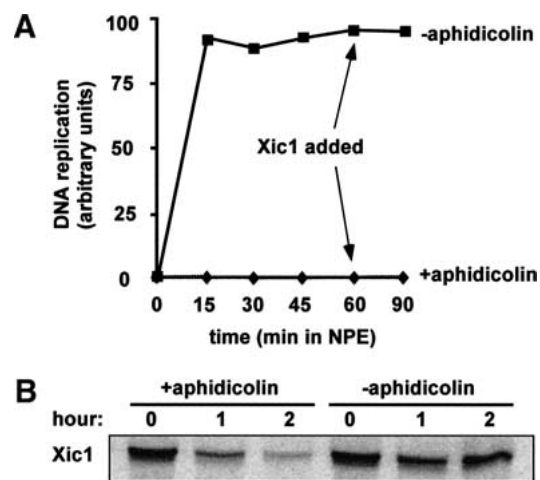 A
100
75
50
25
0
DNA replication
(arbitrary units)
-aphidicolin
Xic1 added
+aphidicolin
0 15 30 45 60 90
time (min in NPE)
B
+aphidicolin -aphidicolin
hour: 0 1 2 0 1 2
Xic1